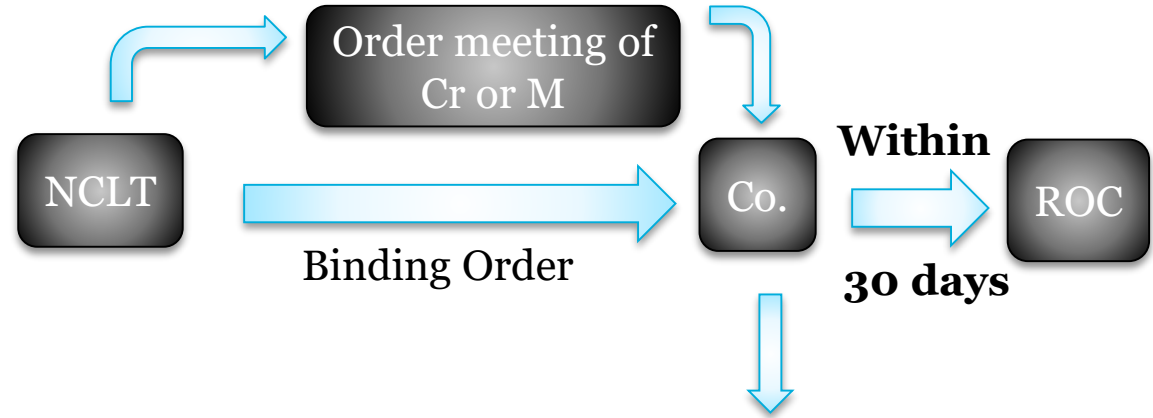 Order meeting of
Cr or M
NCLT
Binding Order
Co.
Within
30 days
ROC